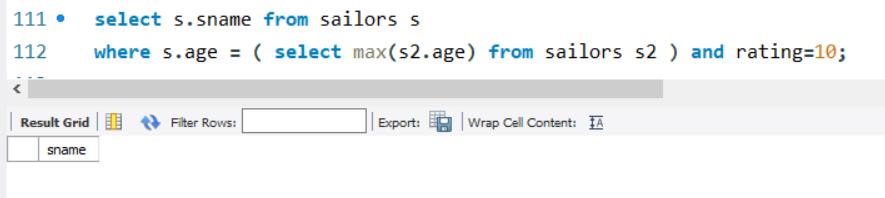 111 select s.sname from sailors s
112 where s.age = ( select max(s2.age) from sailors s2 ) and rating=10;
Result Grid Filter Rows: Export: Wrap Cell Content: IA
sname